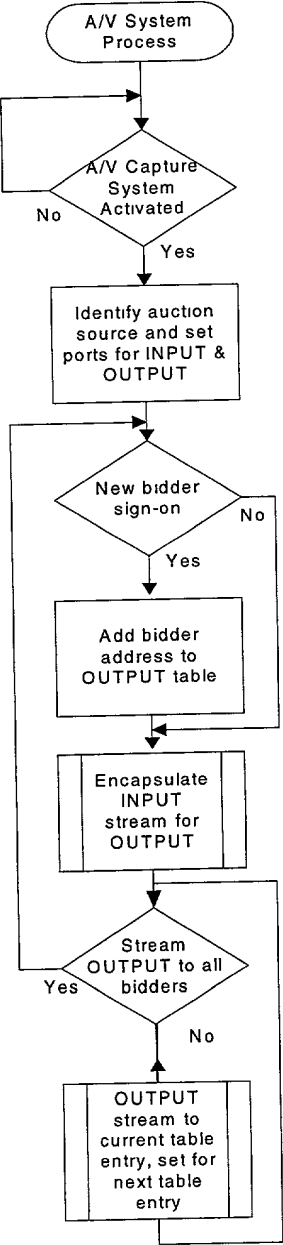 A/V System
Process
A/V Capture
System
Activated
No
Yes
Identify auction
source and set
ports for INPUT &
OUTPUT
New bidder
sign-on
No
Yes
Add bidder
address to
OUTPUT table
Encapsulate
INPUT
stream for
OUTPUT
Stream
OUTPUT to all
bidders
Yes
No
OUTPUT
stream to
current table
entry, set for
next table
entry